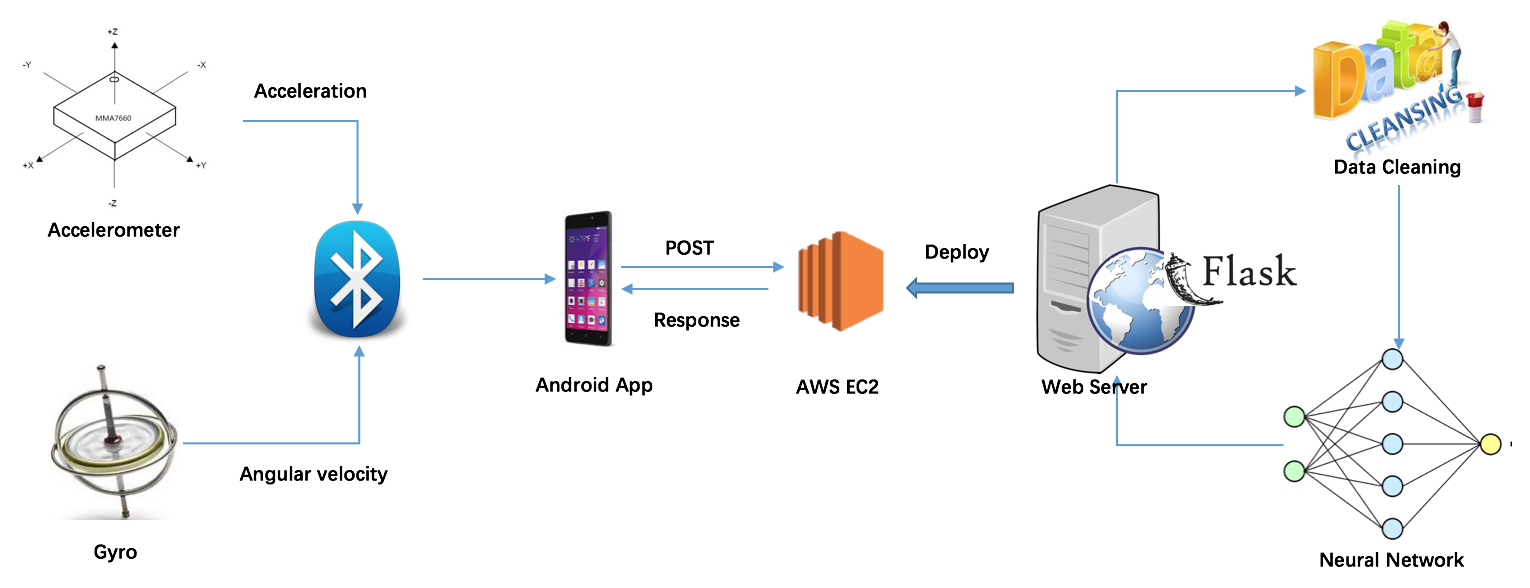 +Z
-Y
-X
MMA7660
+X
+Y
-Z
Accelerometer
Acceleration
Gyro
Angular velocity
Android App
POST
Response
AWS EC2
Deploy
Web Server
Flask
Data
CLEANSING
Data Cleaning
Neural Network